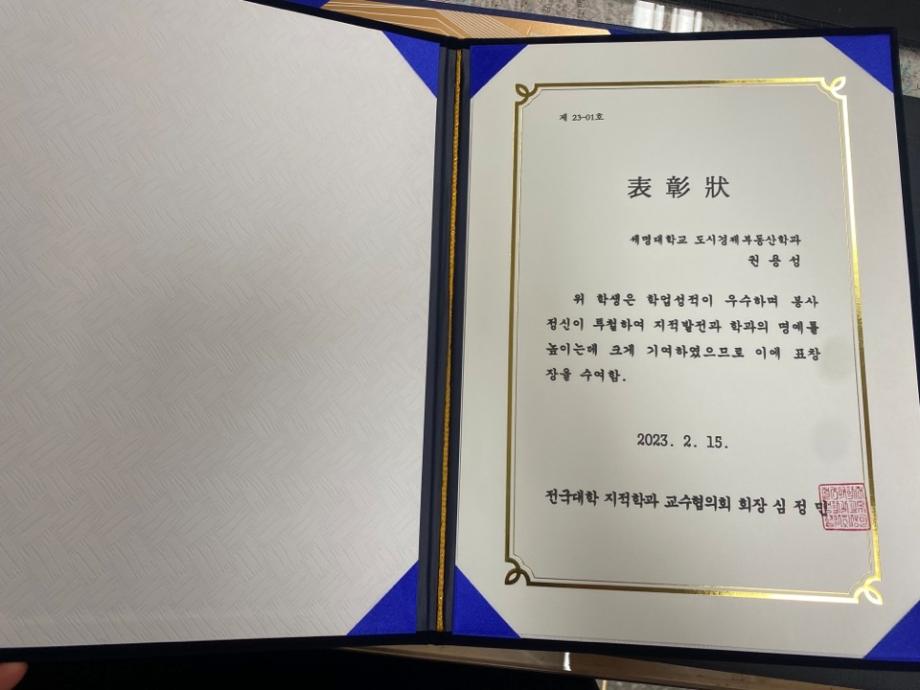 제 23-01호
表彰狀
세명대학교 도시경제부동산학과
권용섬
위 학생은 학업성적이 우수하며 봉사
정신이 투철하여 지적발전과 학과의 명예를
높이는데 크게 기여하였으므로 이에 표창
장을 수여함.
2023. 2. 15.
전국대학 지적학과 교수협의회 회장 심정민